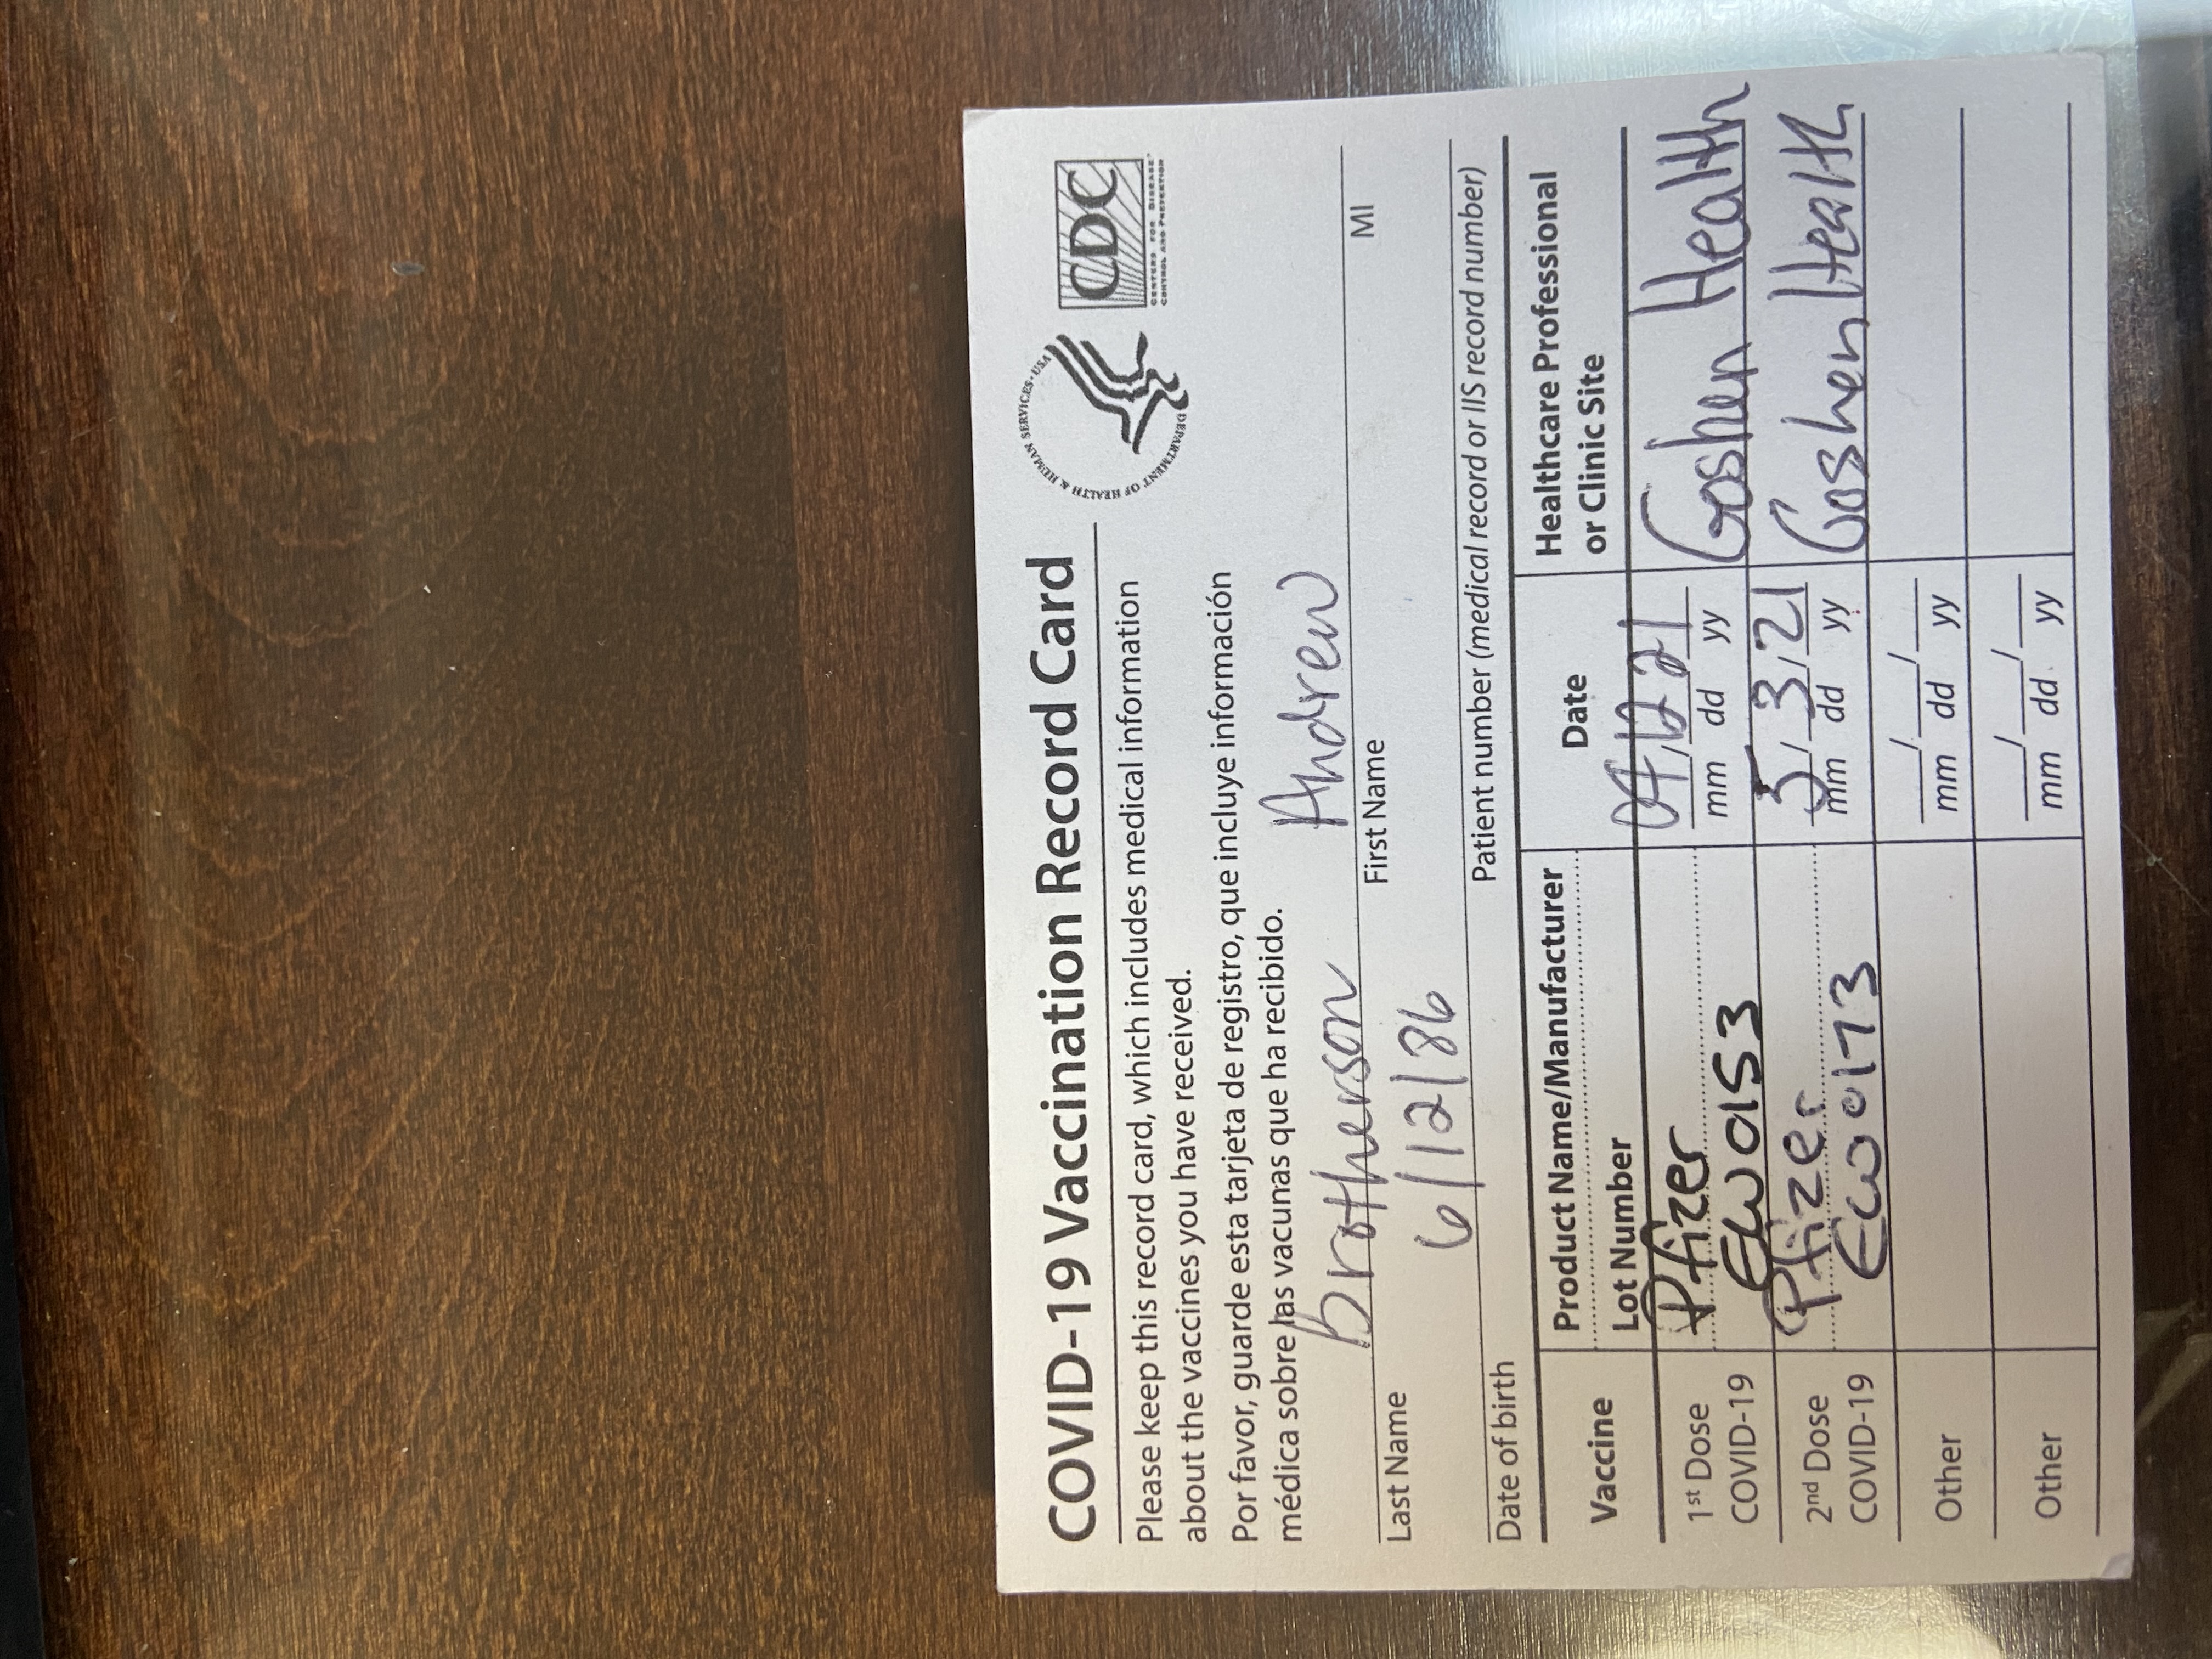 COVID-19 Vaccination Record Card
DEPARTMENT OF HEALTH & HUMAN SERVICES • USA
CDC
CENTERS FOR DISEASE
CONTROL AND PREVENTION
Please keep this record card, which includes medical information
about the vaccines you have received.
Por favor, guarde esta tarjeta de registro, que incluye información
médica sobre las vacunas que ha recibido.
Brotherson Andrew
Last Name First Name MI
6/12/86
Date of birth Patient number (medical record or IIS record number)
Vaccine Product Name/Manufacturer Date Healthcare Professional
Lot Number or Clinic Site
1st Dose Pfizer 04/12/21 Goshen Health
COVID-19 EW0153 mm dd yy
2nd Dose Pfizer 5/3/21 Goshen Health
COVID-19 EW0173 mm dd yy
Other / /
mm dd yy
Other / /
mm dd yy